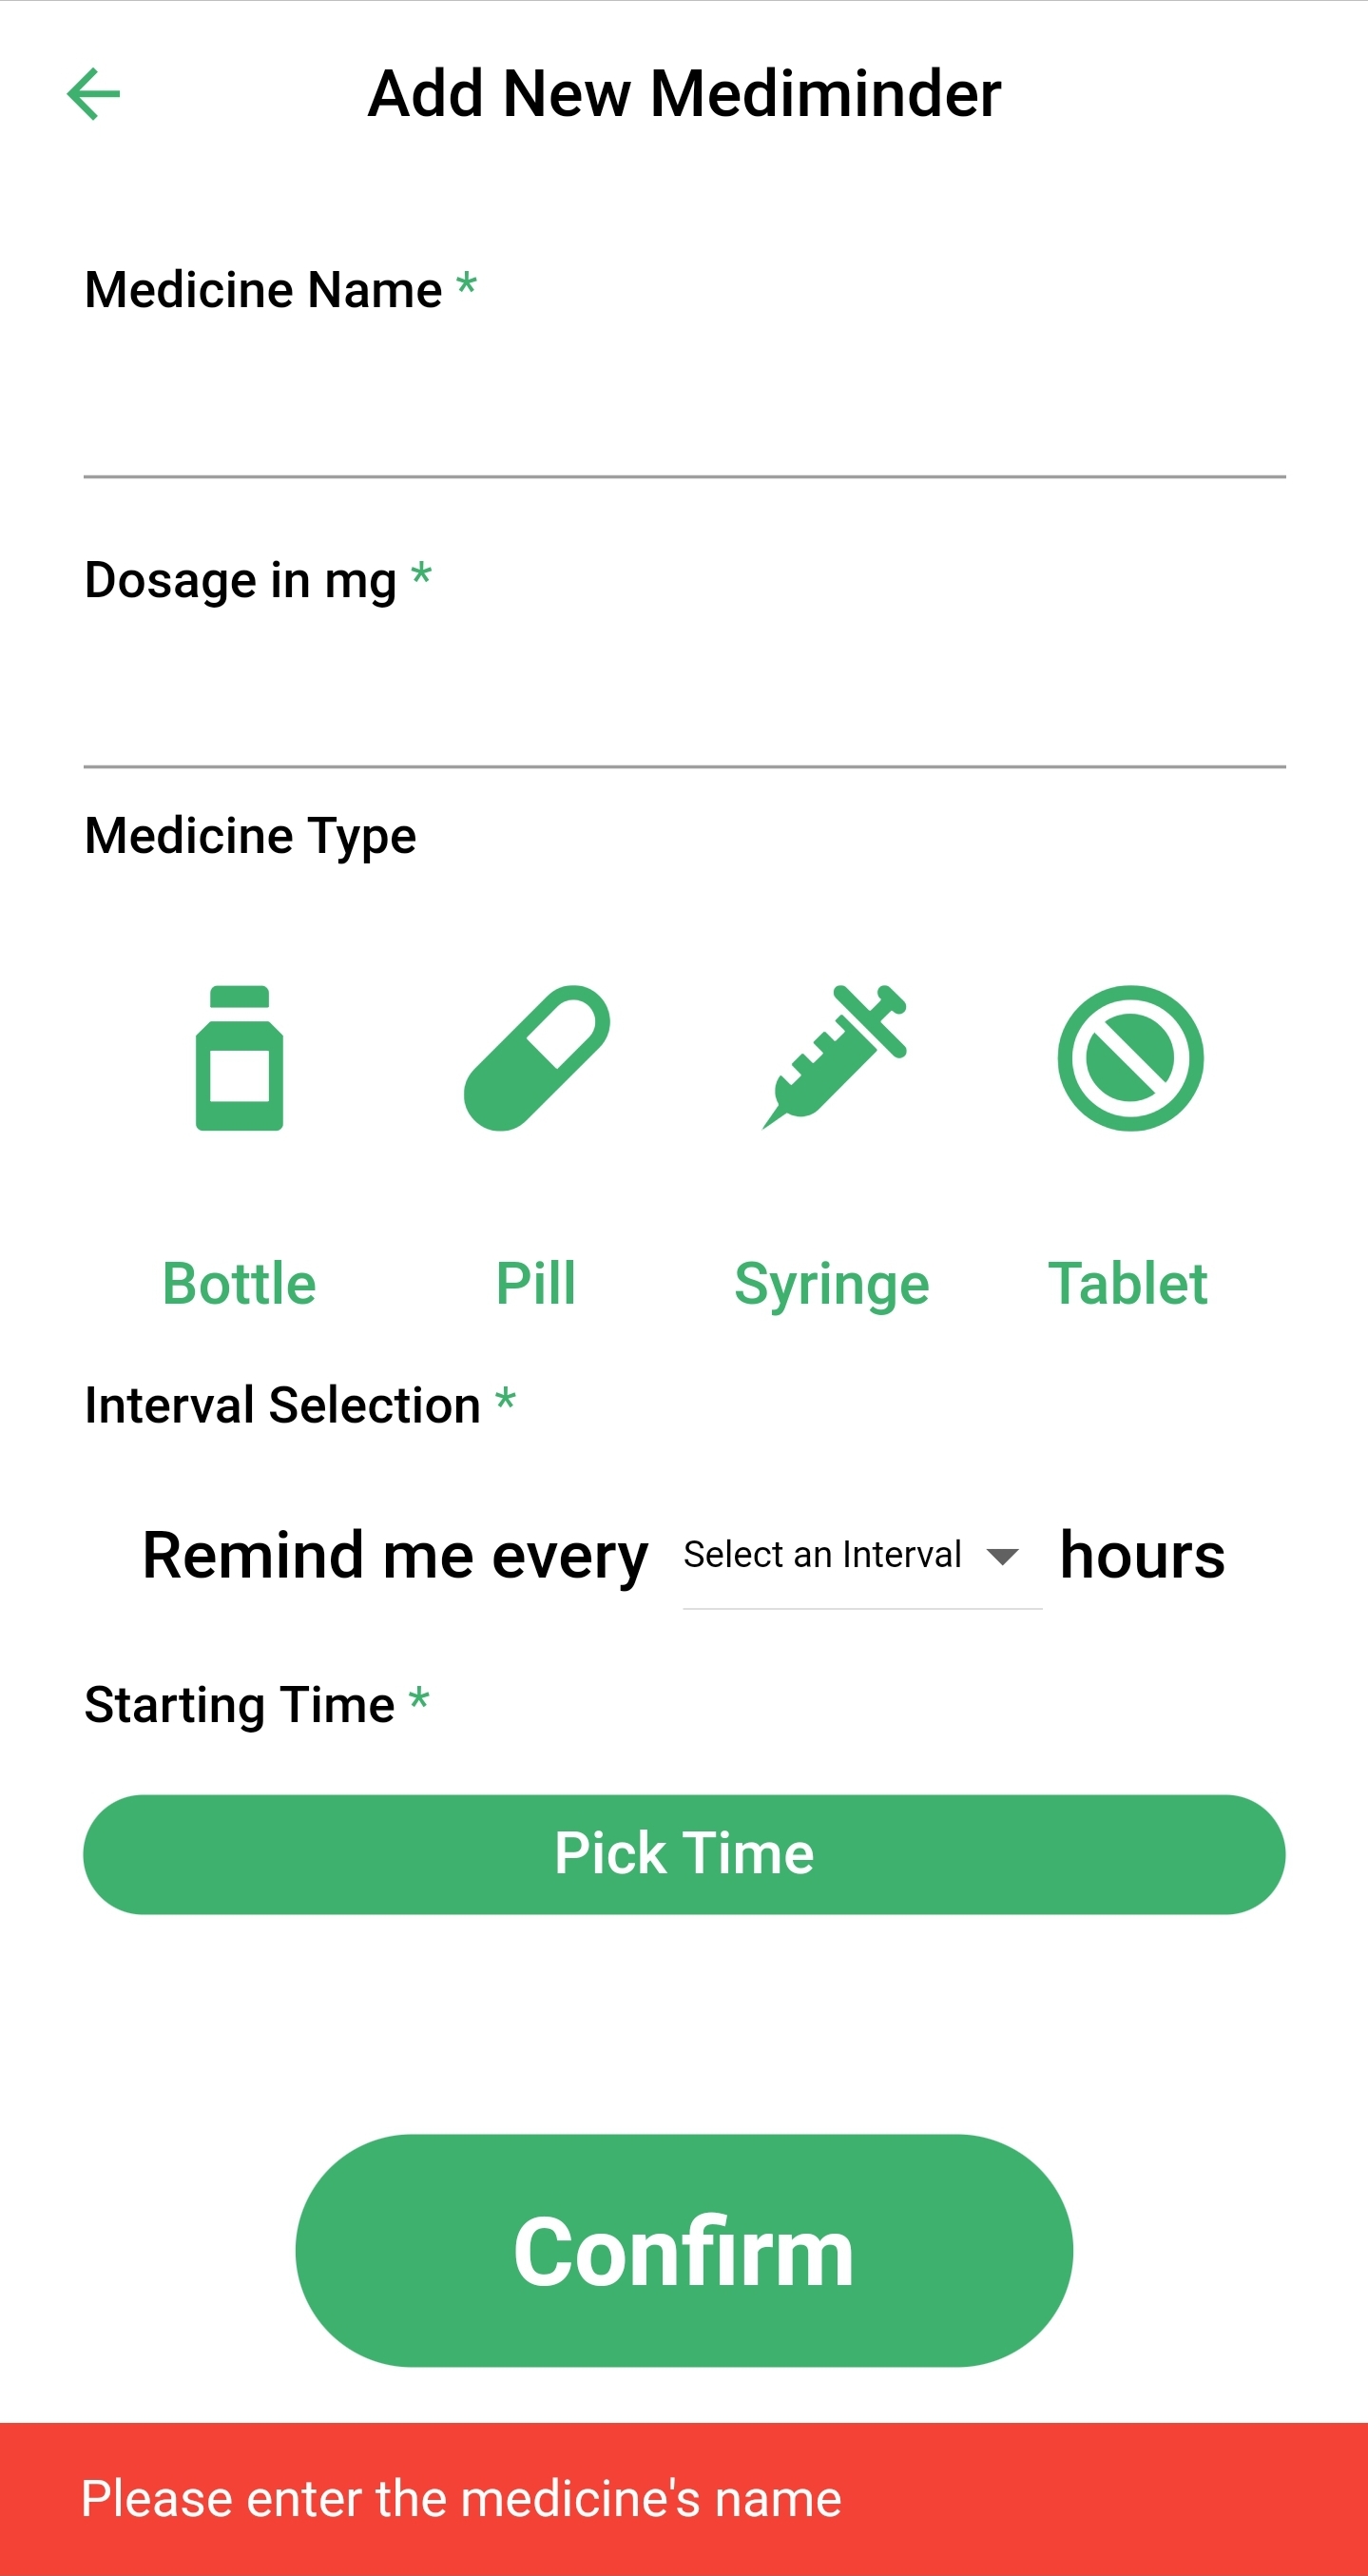 Add New Mediminder
Medicine Name *
Dosage in mg *
Medicine Type
Bottle Pill Syringe Tablet
Interval Selection *
Remind me every Select an Interval hours
Starting Time *
Pick Time
Confirm
Please enter the medicine's name